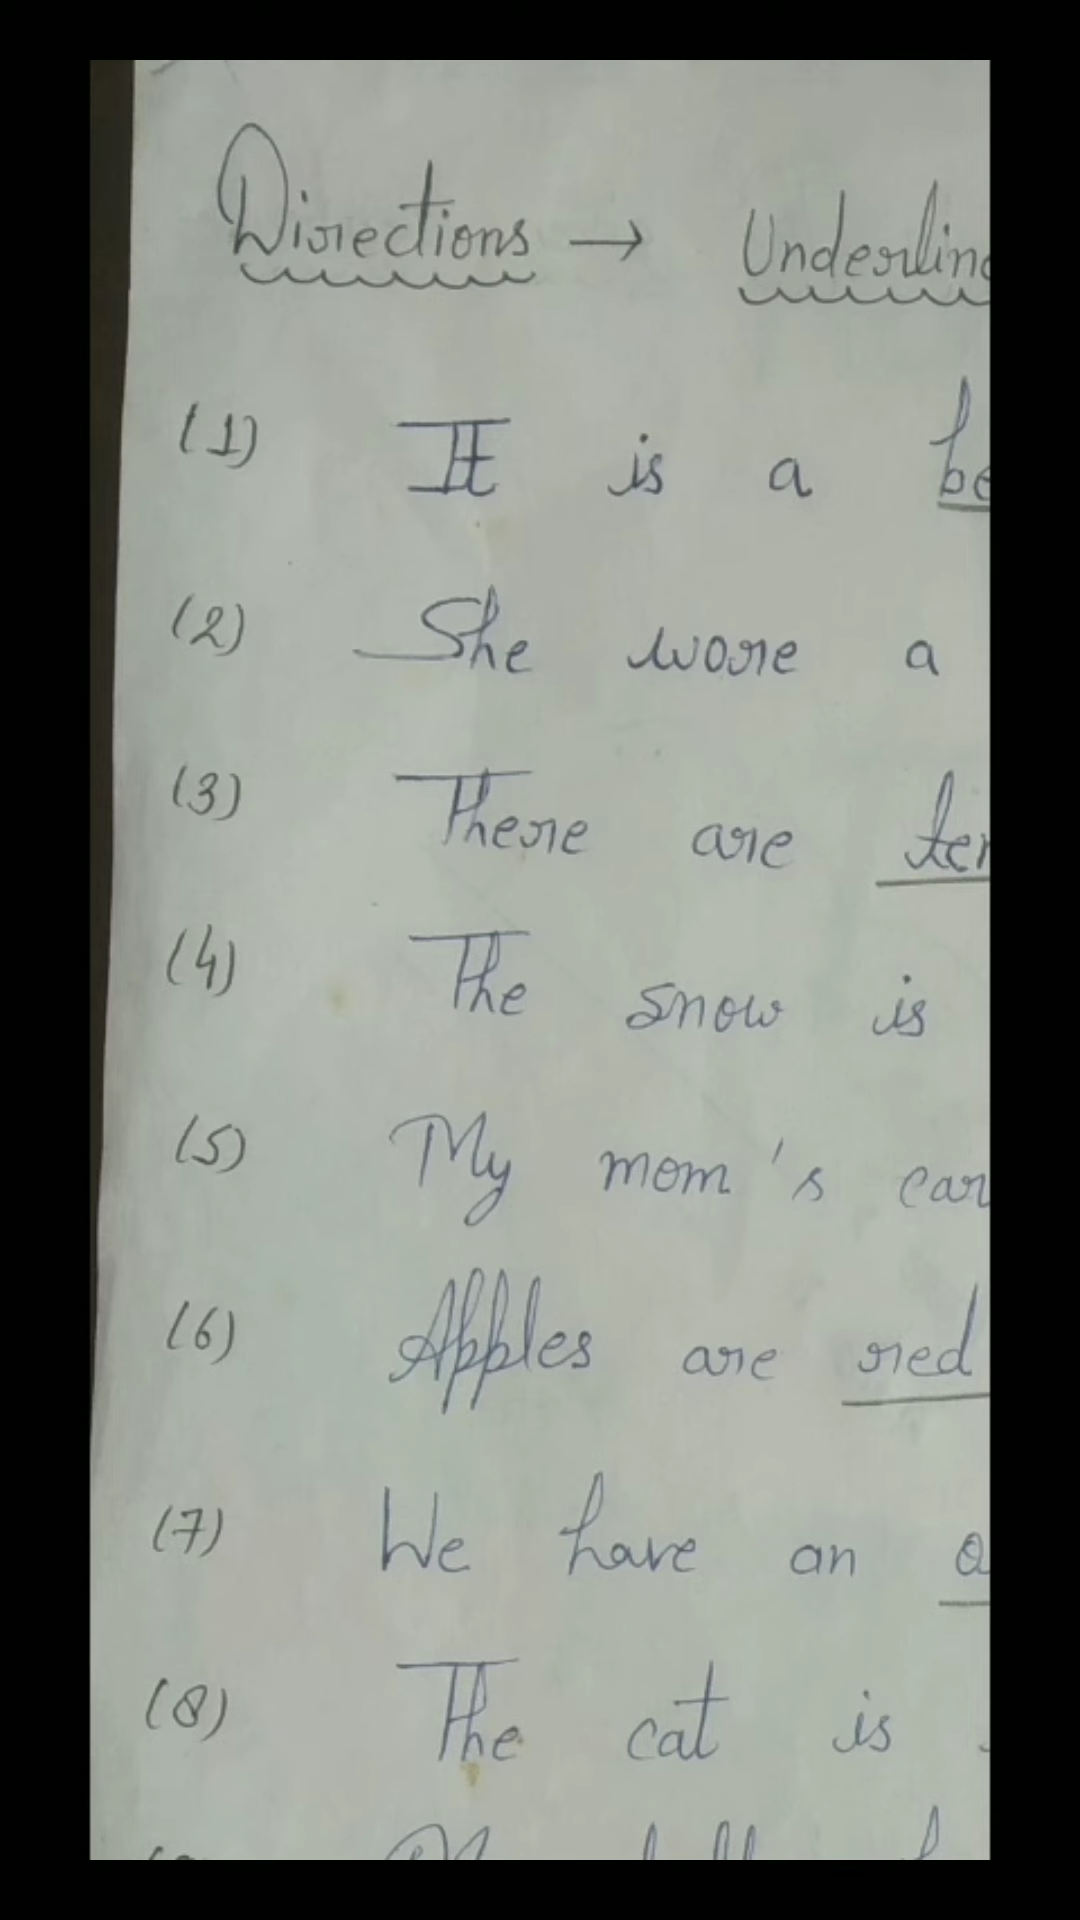 Directions → Underlin
(1) It is a be
(2) She wore a
(3) There are
(4) The snow is
(5) My mom's car
(6) Apples are red
(7) We have an
(8) The cat is